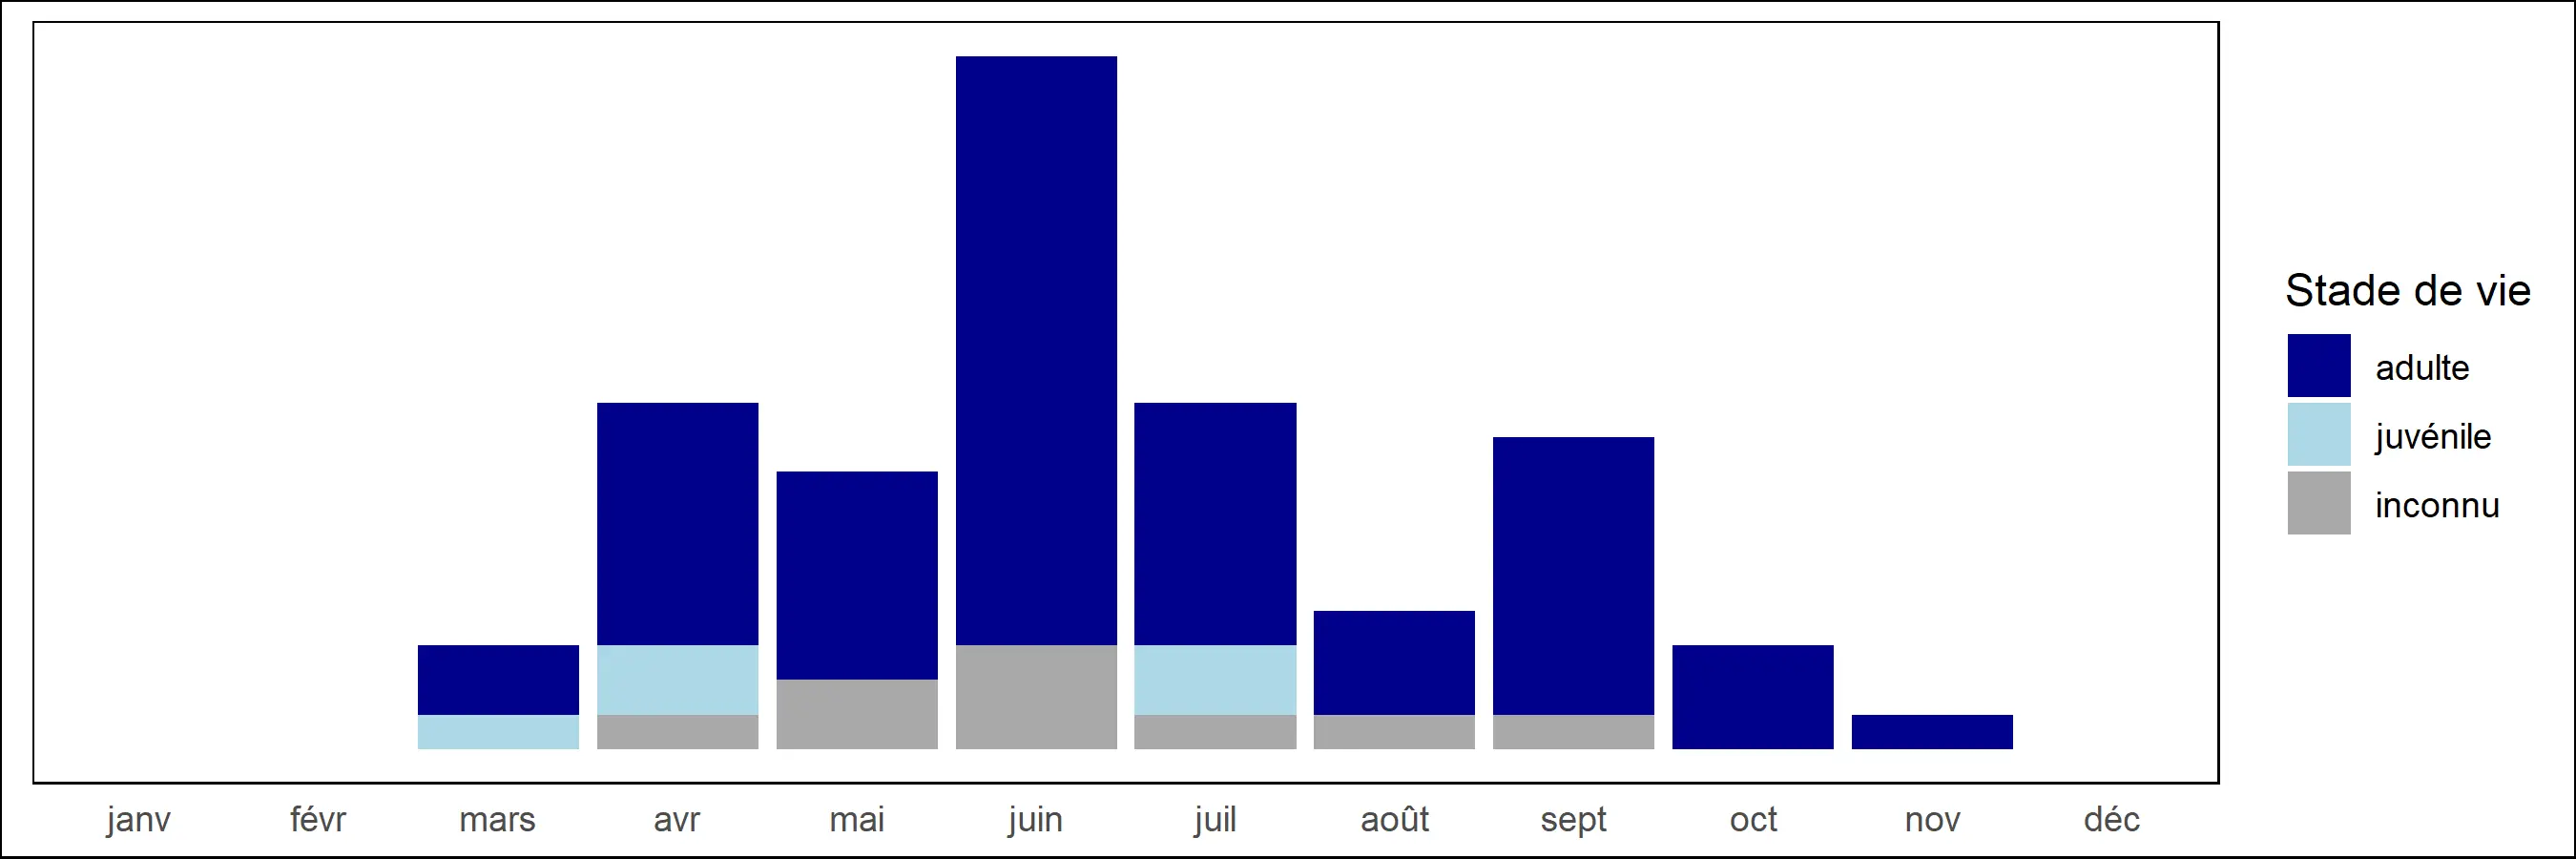 Stade de vie
adulte
juvénile
inconnu
janv févr mars avr mai juin juil août sept oct nov déc